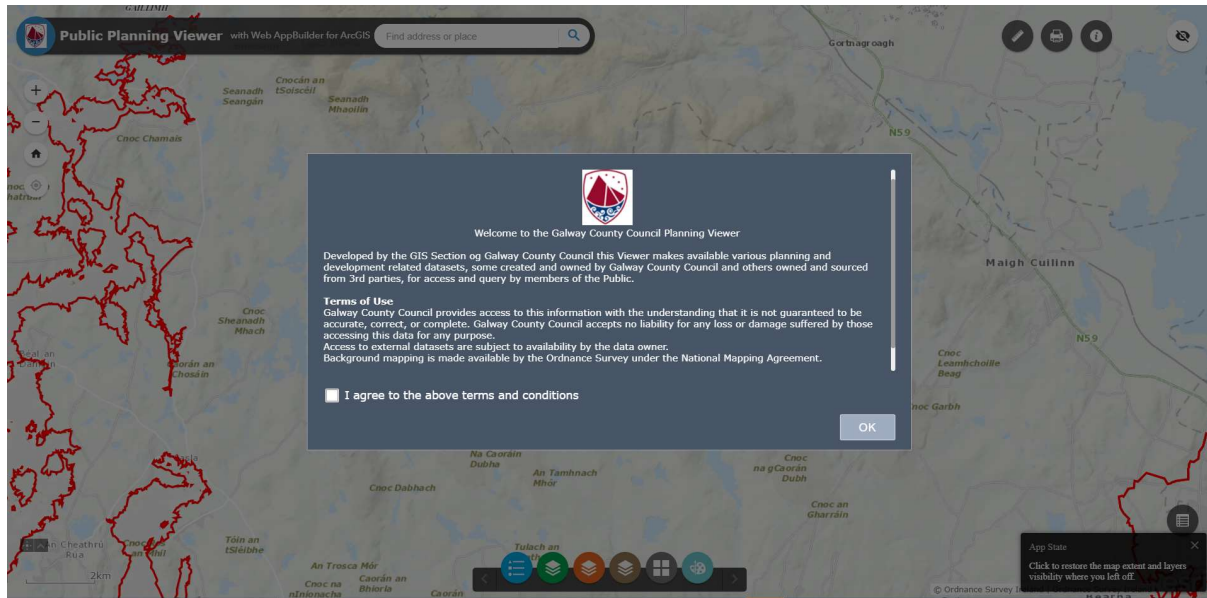 GAILLIMH
Public Planning Viewer with Web AppBuilder for ArcGIS
Find address or place
Gortnagroagh
Cnocán an
tSoiscéil
Seanadh
Seangán
Seanadh
Mhaoilín
+
−
Cnoc Chamais
N59
Welcome to the Galway County Council Planning Viewer
Developed by the GIS Section og Galway County Council this Viewer makes available various planning and
development related datasets, some created and owned by Galway County Council and others owned and sourced
from 3rd parties, for access and query by members of the Public.
Terms of Use
Galway County Council provides access to this information with the understanding that it is not guaranteed to be
accurate, correct, or complete. Galway County Council accepts no liability for any loss or damage suffered by those
accessing this data for any purpose.
Access to external datasets are subject to availability by the data owner.
Background mapping is made available by the Ordnance Survey under the National Mapping Agreement.
I agree to the above terms and conditions
OK
Maigh Cuilinn
Cnoc
Sheanadh
Mhach
N59
Cnoc
Leamhchoille
Beag
Cnoc Garbh
Na Caoráin
Dubha
An Tamhnach
Mhór
Cnoc
na gCaorán
Dubh
Cnoc Dabhach
Cnoc an
Gharráin
Tóin an
tSléibhe
An Cheathrú
Rua
Tulach an
An Trosca Mór
Cnoc na
nIníonacha
Caorán an
Bhioria
Caorán
2km
App State
Click to restore the map extent and layers
visibility where you left off.
© Ordnance Survey